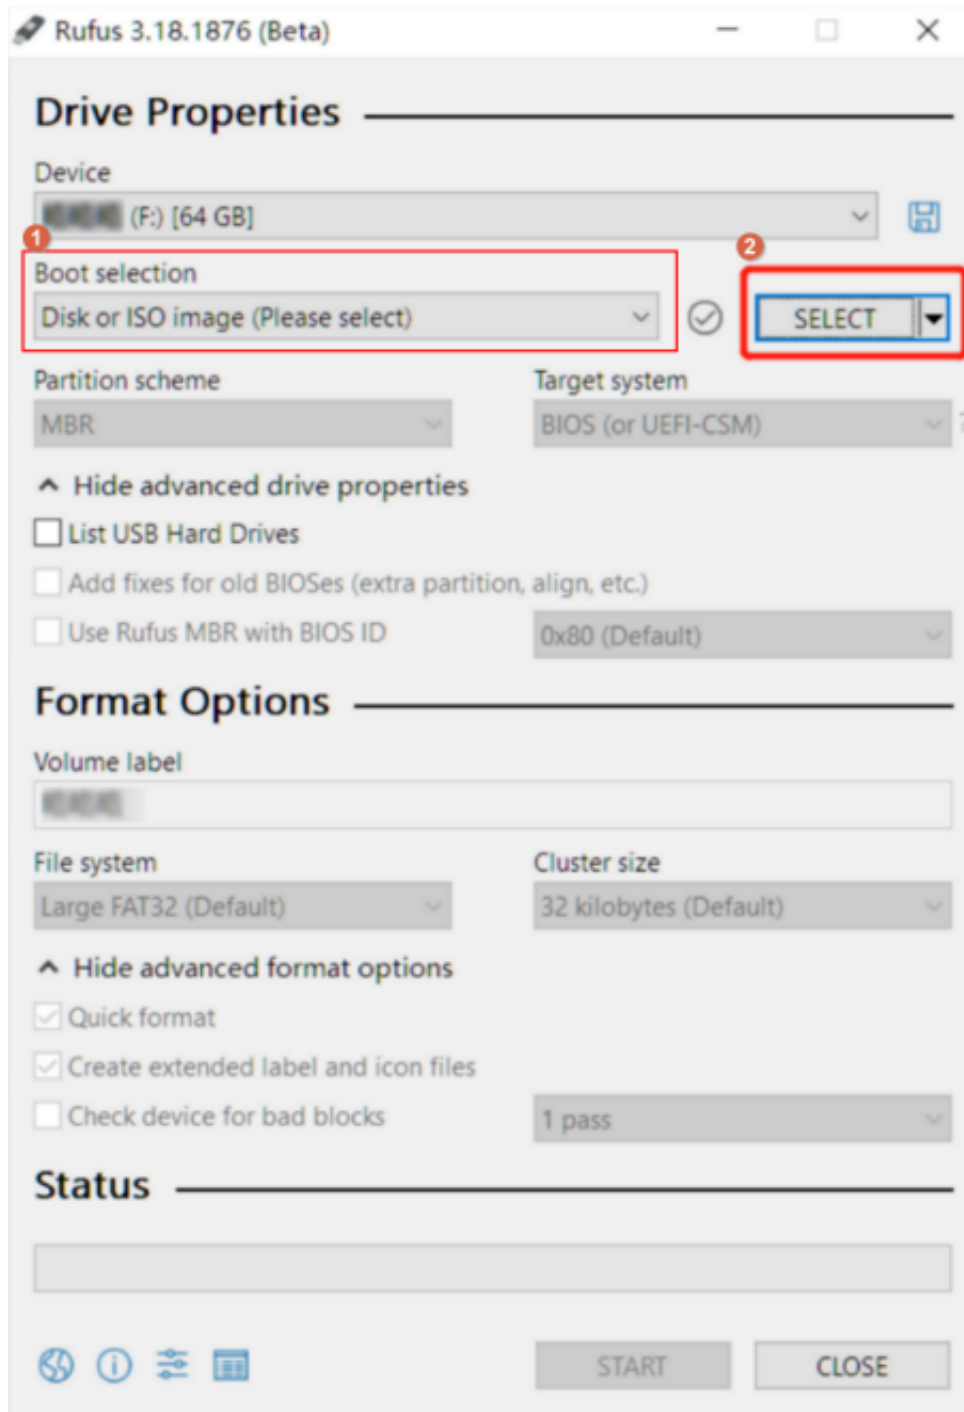 Rufus 3.18.1876 (Beta)
Drive Properties
Device
(F:) [64 GB]
1
2
Boot selection
Disk or ISO image (Please select)
SELECT
Partition scheme
Target system
MBR
BIOS (or UEFI-CSM)
Hide advanced drive properties
List USB Hard Drives
Add fixes for old BIOSes (extra partition, align, etc.)
Use Rufus MBR with BIOS ID
0x80 (Default)
Format Options
Volume label
File system
Cluster size
Large FAT32 (Default)
32 kilobytes (Default)
Hide advanced format options
Quick format
Create extended label and icon files
Check device for bad blocks
1 pass
Status
START
CLOSE